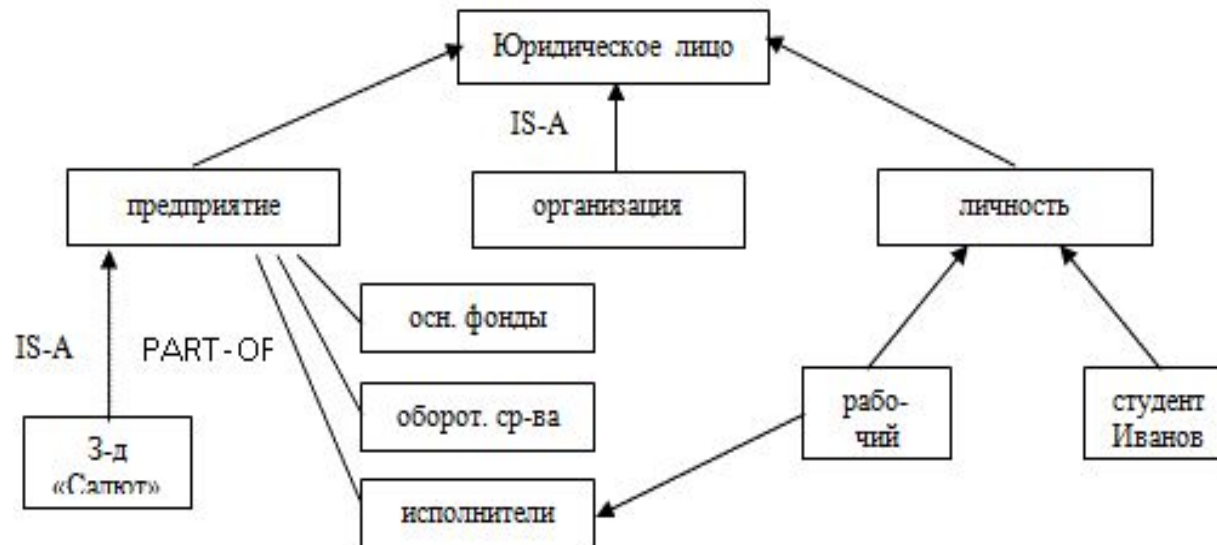 Юридическое лицо
IS-A
предприятие
организация
личность
осн. фонды
IS-A
PART-OF
оборот. ср-ва
рабо-
чий
студент
Иванов
З-д
«Салют»
исполнители